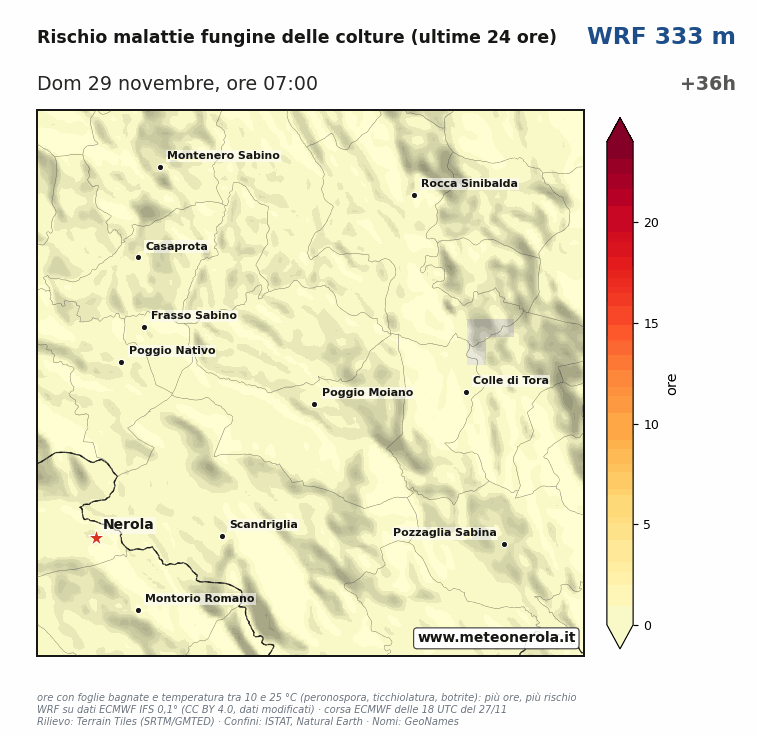 Rischio malattie fungine delle colture (ultime 24 ore)
WRF 333 m
Dom 29 novembre, ore 07:00
+36h
Montenero Sabino
Rocca Sinibalda
Casaprota
Frasso Sabino
Poggio Nativo
Colle di Tora
Poggio Moiano
Nerola
Scandriglia
Pozzaglia Sabina
Montorio Romano
www.meteonerola.it
20
15
10
5
0
ore
ore con foglie bagnate e temperatura tra 10 e 25 °C (peronospora, ticchiolatura, botrite): più ore, più rischio
WRF su dati ECMWF IFS 0,1° (CC BY 4.0, dati modificati) · corsa ECMWF delle 18 UTC del 27/11
Rilievo: Terrain Tiles (SRTM/GMTED) · Confini: ISTAT, Natural Earth · Nomi: GeoNames